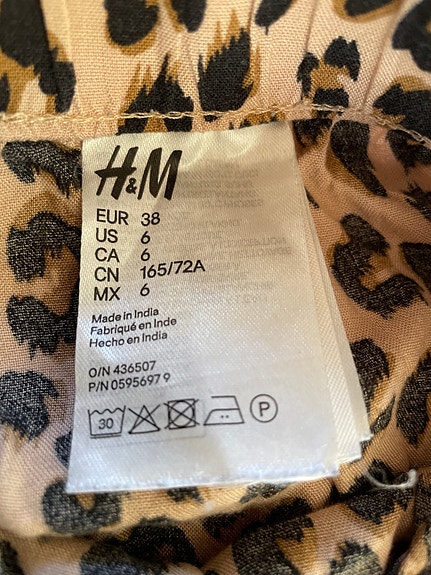 H&M
EUR 38
US 6
CA 6
CN 165/72A
MX 6
Made in India
Fabriqué en Inde
Hecho en India
O/N 436507
P/N 0595697 9
30
P